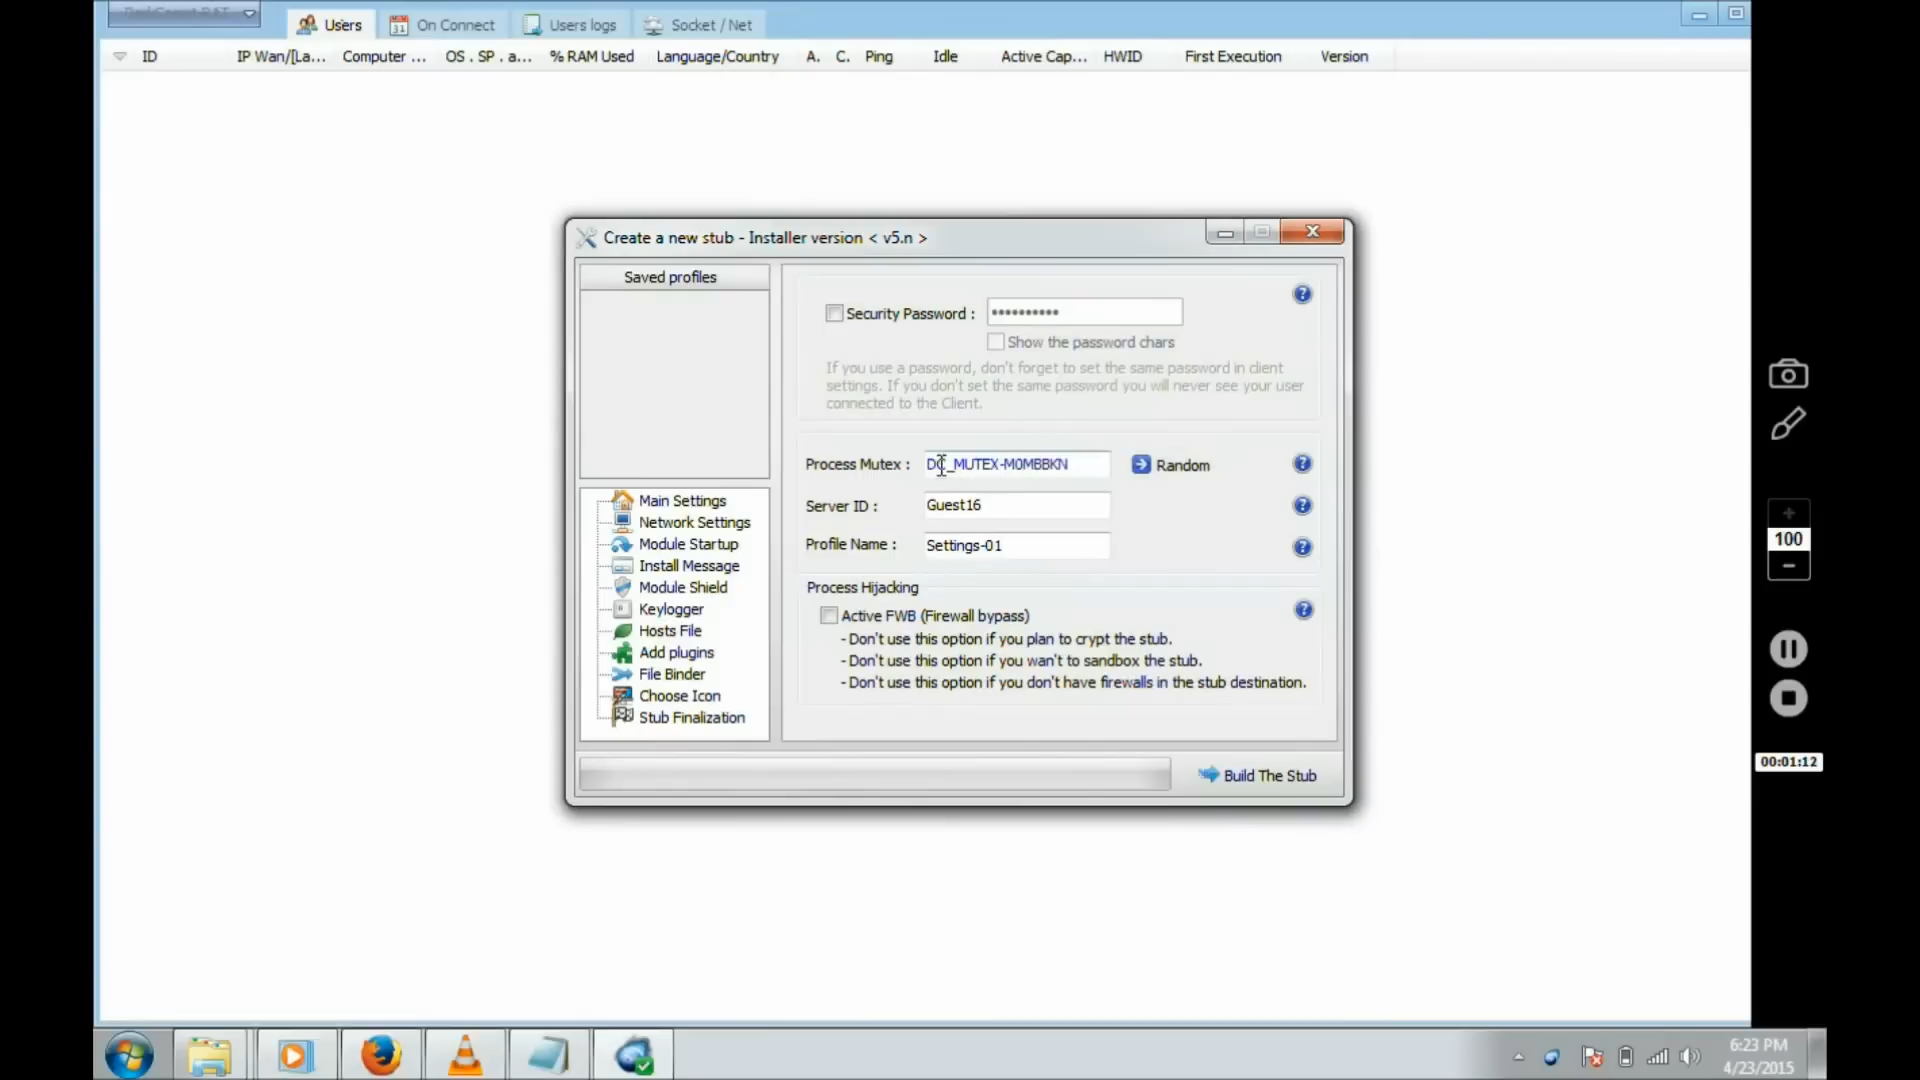 Users On Connect Users logs Socket / Net
ID IP Wan/[La... Computer ... OS . SP . a... % RAM Used Language/Country A. C. Ping Idle Active Cap... HWID First Execution Version
Create a new stub - Installer version < v5.n >
Saved profiles
Security Password :
Show the password chars
If you use a password, don't forget to set the same password in client
settings. If you don't set the same password you will never see your user
connected to the Client.
Process Mutex : DC_MUTEX-M0MBBKN Random
Server ID : Guest16
Profile Name : Settings-01
Process Hijacking
Active FWB (Firewall bypass)
- Don't use this option if you plan to crypt the stub.
- Don't use this option if you wan't to sandbox the stub.
- Don't use this option if you don't have firewalls in the stub destination.
Main Settings
Network Settings
Module Startup
Install Message
Module Shield
Keylogger
Hosts File
Add plugins
File Binder
Choose Icon
Stub Finalization
Build The Stub
100
00:01:12
6:23 PM
4/23/2015